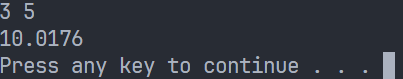 3 5
10.0176
Press any key to continue . . .